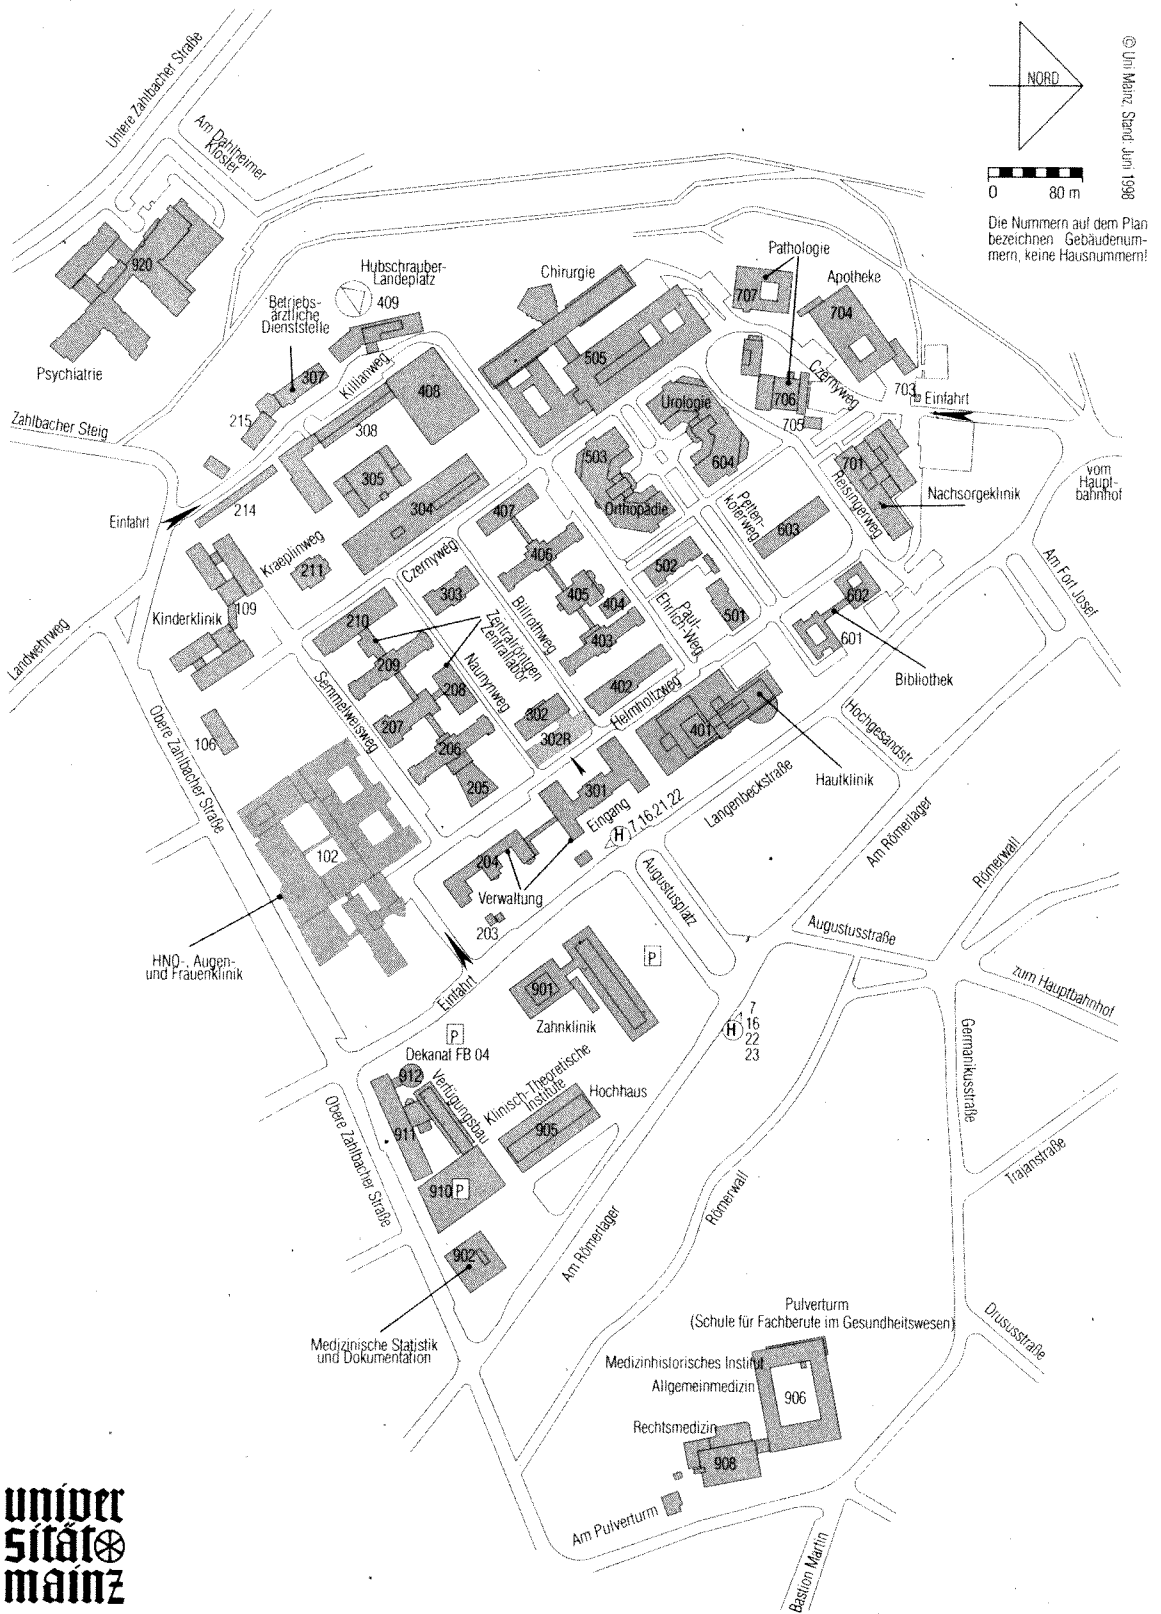 Untere Zahlbacher Straße
Am Dahlheimer
Kloster
NORD
© Uni Mainz, Stand: Juni 1998
0 80 m
Die Nummern auf dem Plan
bezeichnen Gebäudenum-
mern, keine Hausnummern!
920
Psychiatrie
Hubschrauber-
Landeplatz
409
Betriebs-
ärztliche
Dienststelle
307
Killianweg
215
308
408
Chirurgie
505
Pathologie
707
Apotheke
704
706
705
Czernyweg
703
Einfahrt
Zahlbacher Steig
Einfahrt
214
305
304
Kraepelinweg
211
Urologie
604
503
Orthopädie
701
Nachsorgeklinik
Reisingerweg
vom
Haupt-
bahnhof
Petten-
koferweg
603
Am Fort Josef
407
406
405
404
403
402
Czernyweg
303
Billrothweg
Zentralröntgen
Zentrallabor
Naunynweg
502
501
Paul-
Ehrlich-Weg
602
601
Bibliothek
Kinderklinik
109
Landwehrweg
106
Obere Zahlbacher Straße
Semmelweisweg
210
209
208
207
206
205
302
302R
Helmholtzweg
401
Hautklinik
Hochgesandstr.
Langenbeckstraße
301
Eingang
H 7,16,21,22
204
Verwaltung
203
102
HNO-, Augen-
und Frauenklinik
Einfahrt
Augustusplatz
Am Römerlager
Römerwall
Augustusstraße
zum Hauptbahnhof
Germanikusstraße
Trajanstraße
901
Zahnklinik
P
P
H
7
16
22
23
Dekanat FB 04
912
911
Verfügungsbau
Klinisch-Theoretische
Institute
Hochhaus
905
910 P
902
Obere Zahlbacher Straße
Am Römerlager
Römerwall
Medizinische Statistik
und Dokumentation
Pulverturm
(Schule für Fachberufe im Gesundheitswesen)
Drususstraße
Medizinhistorisches Institut
Allgemeinmedizin
906
Rechtsmedizin
908
Am Pulverturm
Bastion Martin
univer
sität
mainz